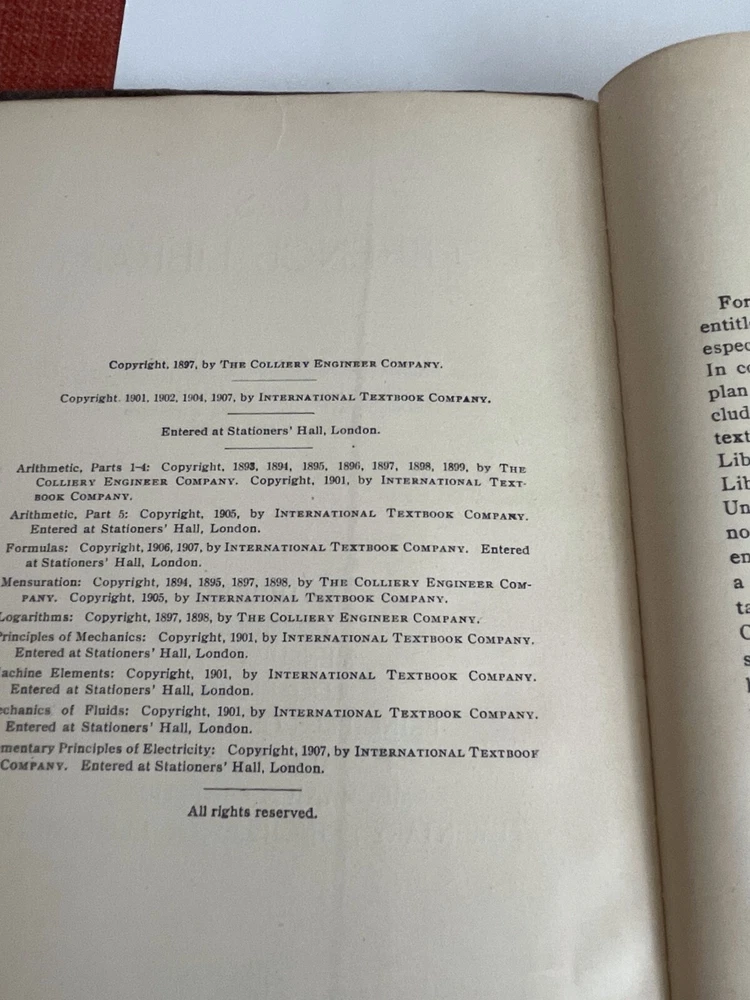 Copyright, 1897, by THE COLLIERY ENGINEER COMPANY.
Copyright. 1901, 1902, 1904, 1907, by INTERNATIONAL TEXTBOOK COMPANY.
Entered at Stationers' Hall, London.
Arithmetic, Parts 1-4: Copyright, 1893, 1894, 1895, 1896, 1897, 1898, 1899, by THE
COLLIERY ENGINEER COMPANY. Copyright, 1901, by INTERNATIONAL TEXT-
BOOK COMPANY.
Arithmetic, Part 5: Copyright, 1905, by INTERNATIONAL TEXTBOOK COMPANY.
Entered at Stationers' Hall, London.
Formulas: Copyright, 1906, 1907, by INTERNATIONAL TEXTBOOK COMPANY. Entered
at Stationers' Hall, London.
Mensuration: Copyright, 1894, 1895, 1897, 1898, by THE COLLIERY ENGINEER COM-
PANY. Copyright, 1905, by INTERNATIONAL TEXTBOOK COMPANY.
Logarithms: Copyright, 1897, 1898, by THE COLLIERY ENGINEER COMPANY.
rinciples of Mechanics: Copyright, 1901, by INTERNATIONAL TEXTBOOK COMPANY.
Entered at Stationers' Hall, London.
achine Elements: Copyright, 1901, by INTERNATIONAL TEXTBOOK COMPANY.
Entered at Stationers' Hall, London.
chanics of Fluids: Copyright, 1901, by INTERNATIONAL TEXTBOOK COMPANY.
Entered at Stationers' Hall, London.
mentary Principles of Electricity: Copyright, 1907, by INTERNATIONAL TEXTBOOK
COMPANY. Entered at Stationers' Hall, London.
All rights reserved.
For
entitl
espec
In co
plan
clud
text
Lib
Lib
Un
no
en
a
ta
C
s